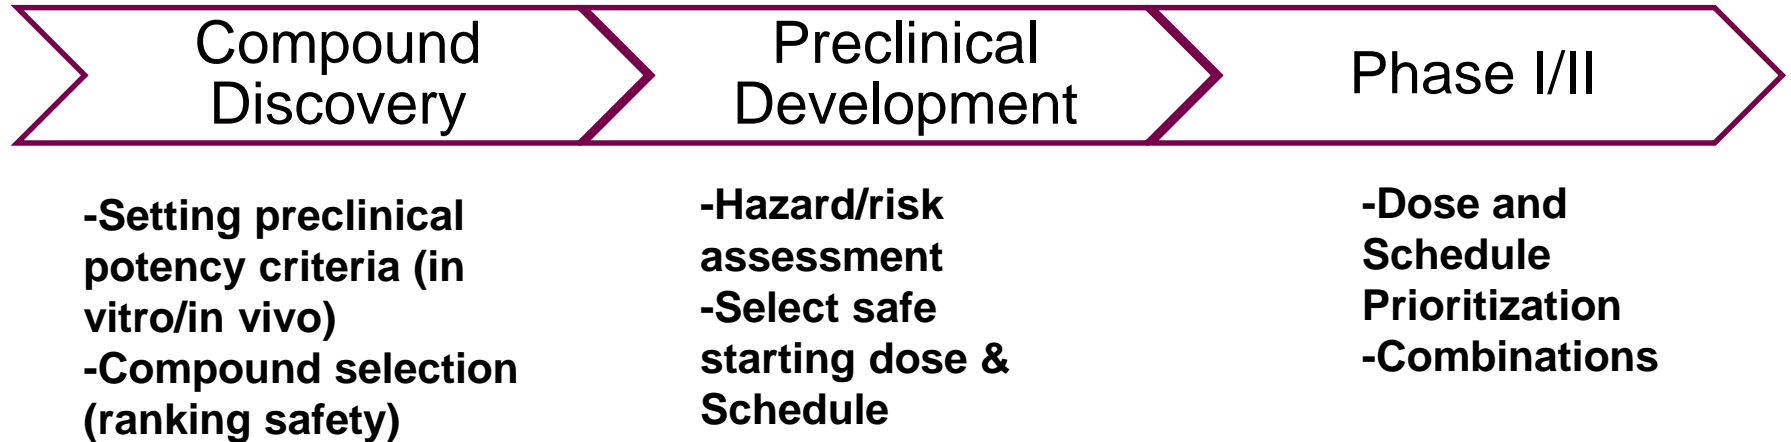 Compound
Discovery
Preclinical
Development
Phase I/II
-Setting preclinical
potency criteria (in
vitro/in vivo)
-Compound selection
(ranking safety)
-Hazard/risk
assessment
-Select safe
starting dose &
Schedule
-Dose and
Schedule
Prioritization
-Combinations